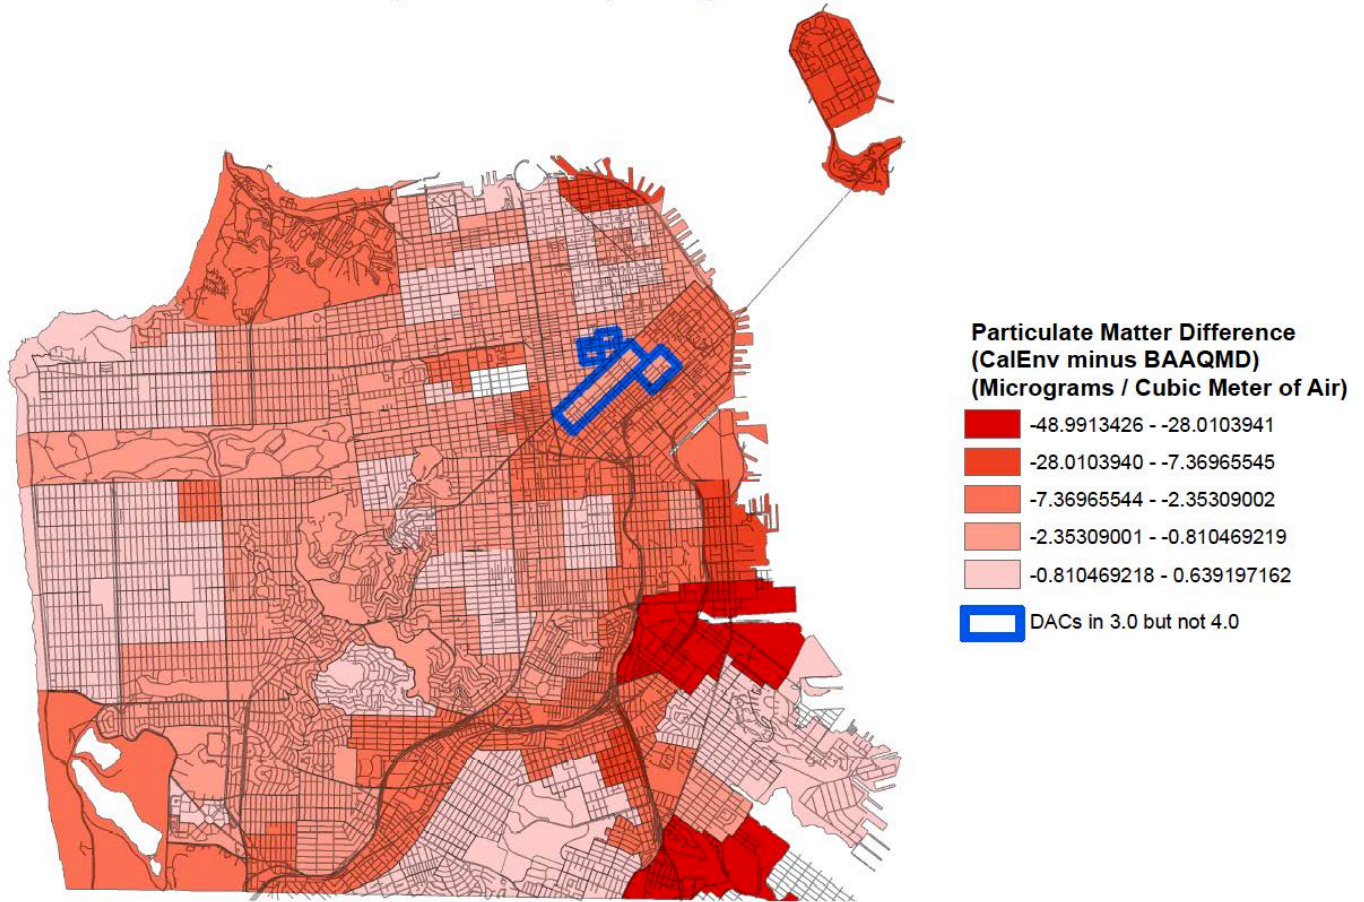 Particulate Matter Difference
(CalEnv minus BAAQMD)
(Micrograms / Cubic Meter of Air)
-48.9913426 - -28.0103941
-28.0103940 - -7.36965545
-7.36965544 - -2.35309002
-2.35309001 - -0.810469219
-0.810469218 - 0.639197162
DACs in 3.0 but not 4.0